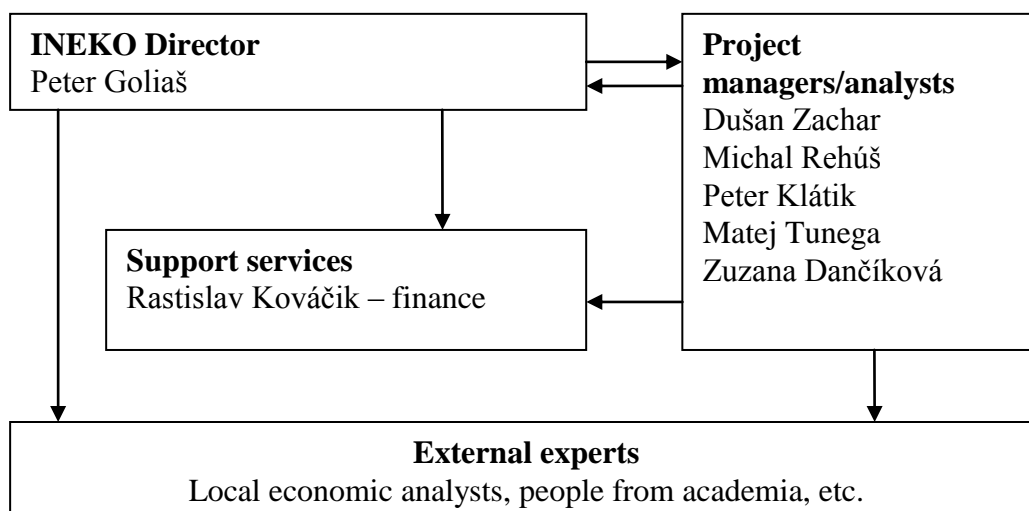 INEKO Director
Peter Goliaš
Project
managers/analysts
Dušan Zachar
Michal Rehúš
Peter Klátik
Matej Tunega
Zuzana Dančíková
Support services
Rastislav Kováčik – finance
External experts
Local economic analysts, people from academia, etc.